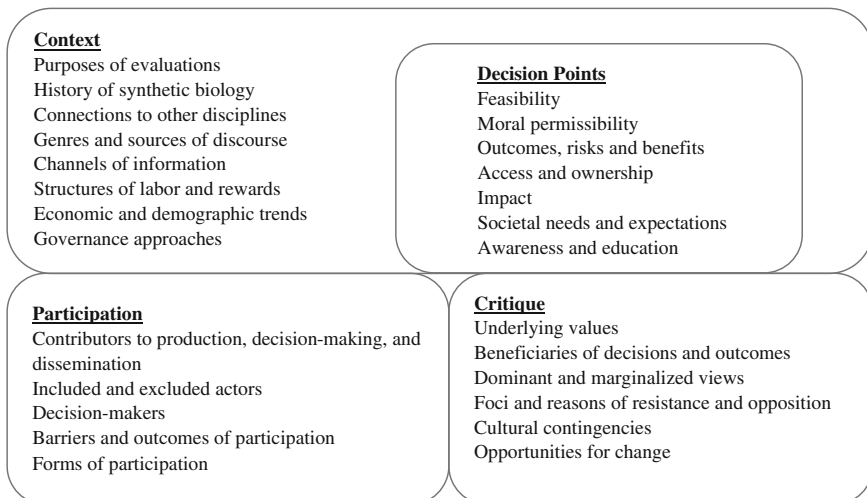 Context
Purposes of evaluations
History of synthetic biology
Connections to other disciplines
Genres and sources of discourse
Channels of information
Structures of labor and rewards
Economic and demographic trends
Governance approaches
Decision Points
Feasibility
Moral permissibility
Outcomes, risks and benefits
Access and ownership
Impact
Societal needs and expectations
Awareness and education
Participation
Contributors to production, decision-making, and
dissemination
Included and excluded actors
Decision-makers
Barriers and outcomes of participation
Forms of participation
Critique
Underlying values
Beneficiaries of decisions and outcomes
Dominant and marginalized views
Foci and reasons of resistance and opposition
Cultural contingencies
Opportunities for change